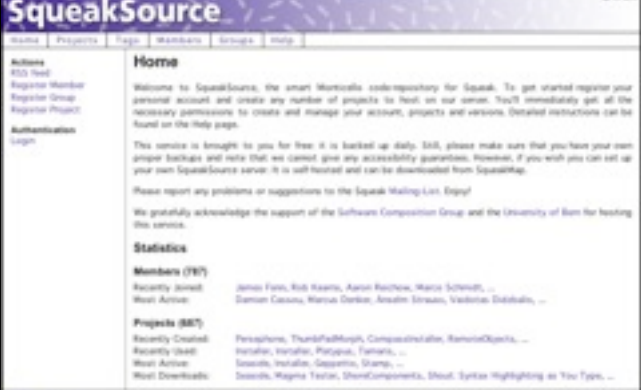 SqueakSource
Home Projects Tags Members Groups Help
Actions
RSS feed
Register Member
Register Group
Register Project
Authentication
Login
Home
Welcome to SqueakSource, the smart Monticello code-repository for Squeak. To get started register your
personal account and create any number of projects to host on our server. You'll immediately get all the
necessary permissions to create and manage your account, projects and versions. Detailed instructions can be
found on the Help page.
This service is brought to you for free: it is backed up daily. Still, please make sure that you have your own
proper backups and note that we cannot give any accessibility guarantees. However, if you wish you can set up
your own SqueakSource server. It is self-hosted and can be downloaded from SqueakMap.
Please report any problems or suggestions to the Squeak Mailing-List. Enjoy!
We gratefully acknowledge the support of the Software Composition Group and the University of Bern for hosting
this service.
Statistics
Members (787)
Recently Joined: James Foster, Rob Keams, Aaron Reichow, Marco Schmidt, ...
Most Active: Damien Cassou, Marcus Denker, Anselm Strauss, ...
Projects (687)
Recently Created: Persephone, ThumbPadMorph, CompassInstaller, RemoteObjects, ...
Recently Used: Installer, Installer, Platypus, Tamaris, ...
Most Active: Seaside, Installer, Gappetto, Stamp, ...
Most Downloads: Seaside, Magma Tester, ShoreComponents, Shout: Syntax Highlighting as You Type, ...